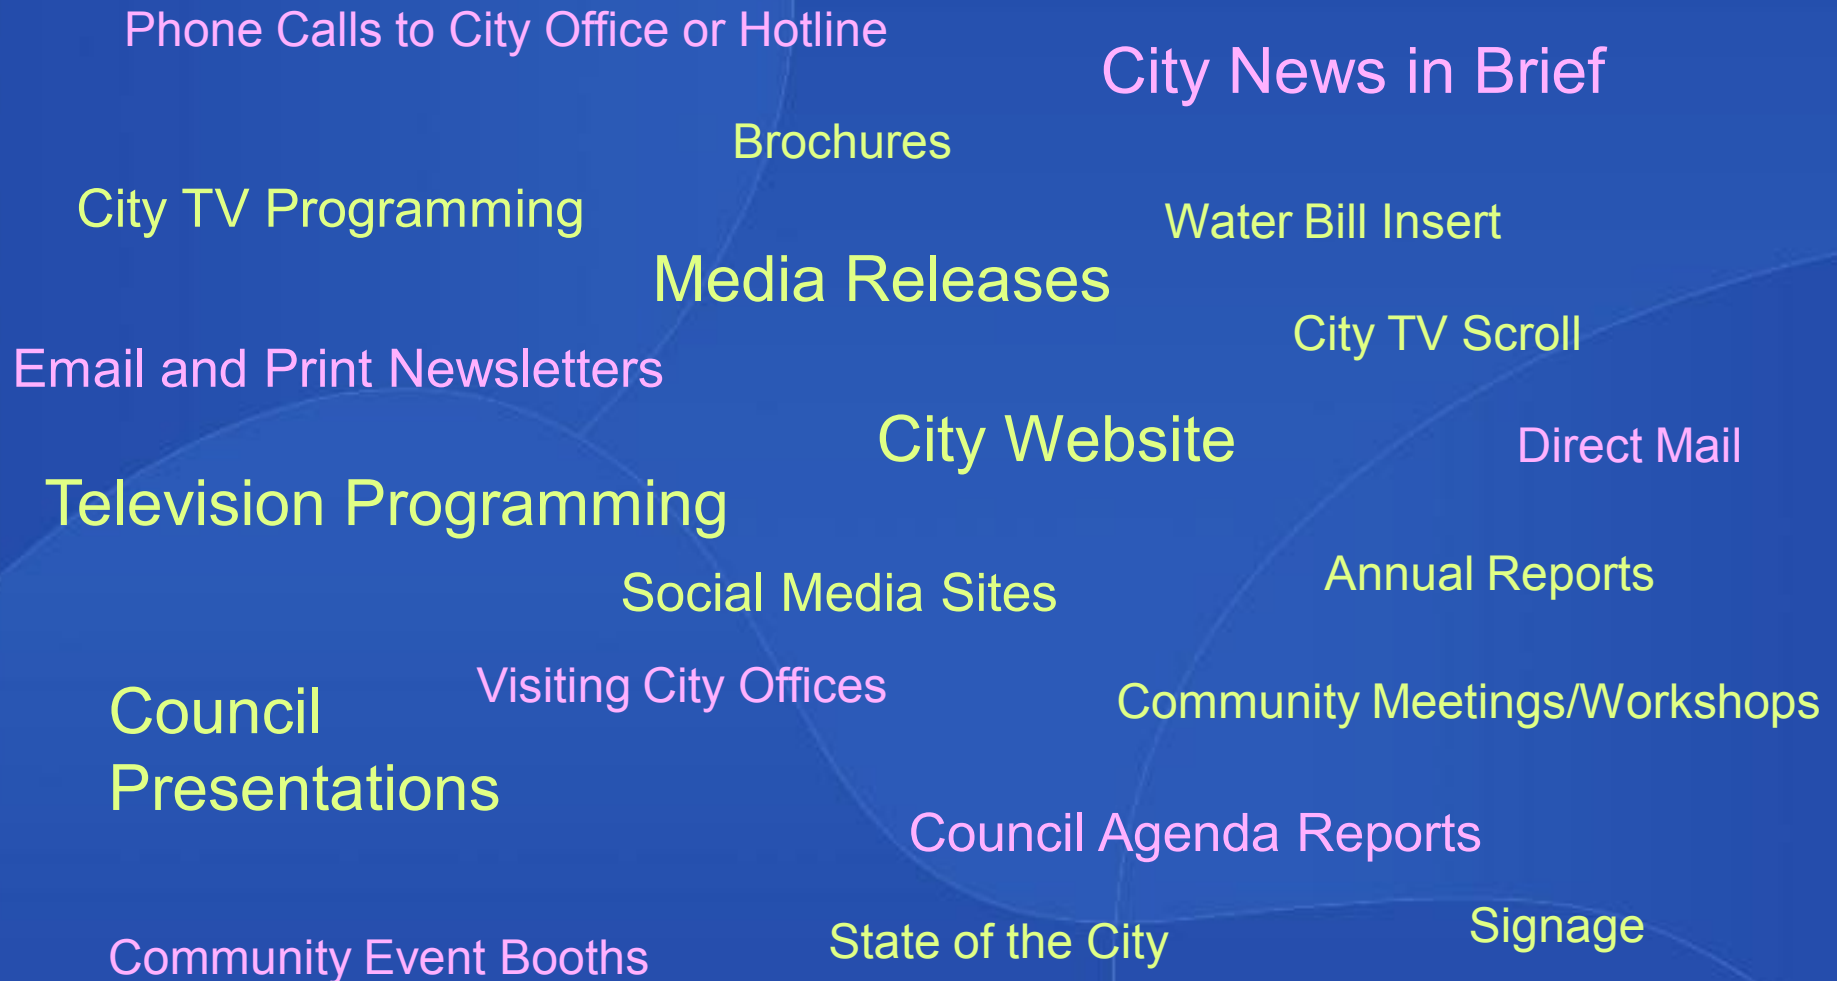 Phone Calls to City Office or Hotline
City News in Brief
Brochures
City TV Programming
Water Bill Insert
Media Releases
City TV Scroll
Email and Print Newsletters
City Website
Direct Mail
Television Programming
Annual Reports
Social Media Sites
Visiting City Offices
Community Meetings/Workshops
Council
Presentations
Council Agenda Reports
Signage
State of the City
Community Event Booths